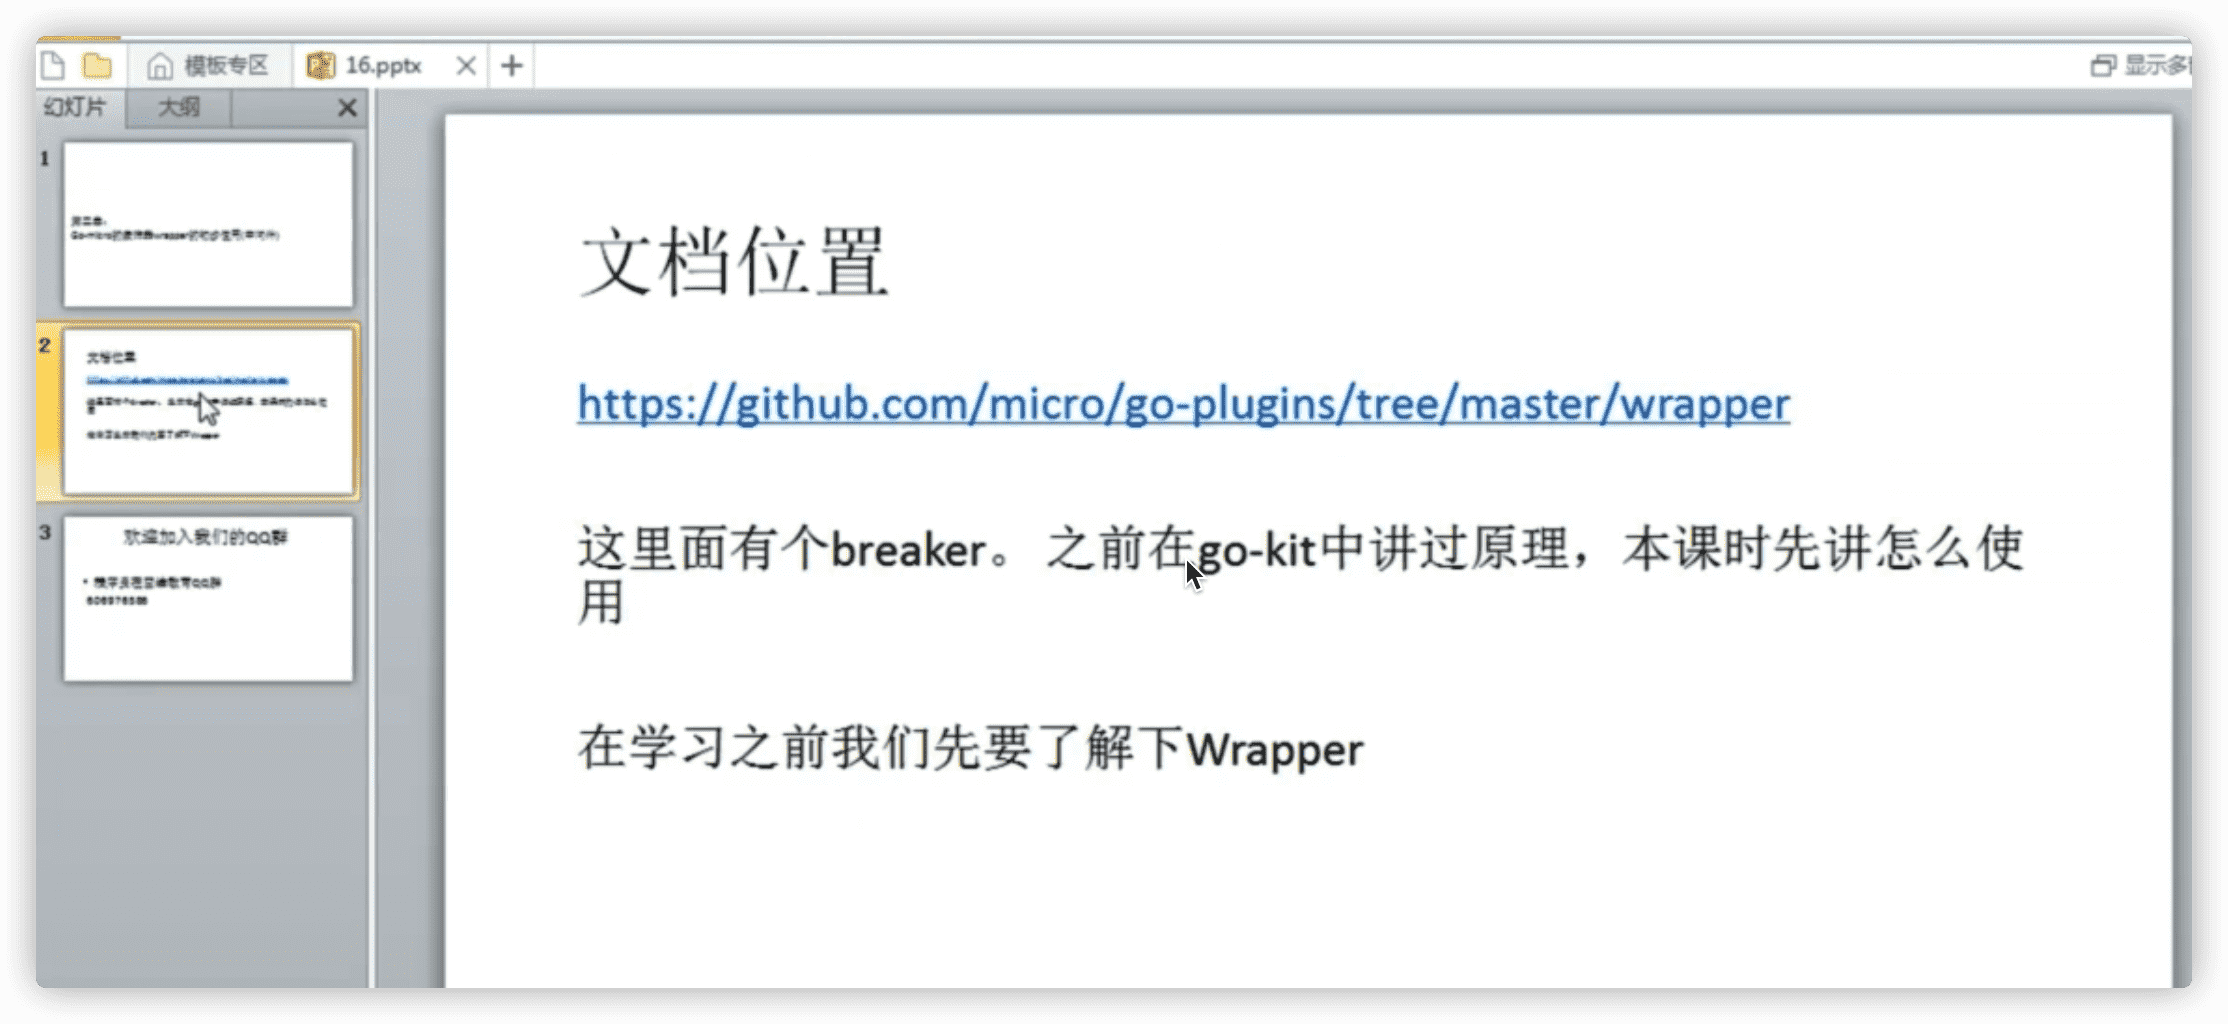 模板专区
16.pptx
显示多
幻灯片
大纲
1
2
文档位置
3
欢迎加入我们的QQ群
文档位置
https://github.com/micro/go-plugins/tree/master/wrapper
这里面有个breaker。 之前在go-kit中讲过原理，本课时先讲怎么使
用
在学习之前我们先要了解下Wrapper